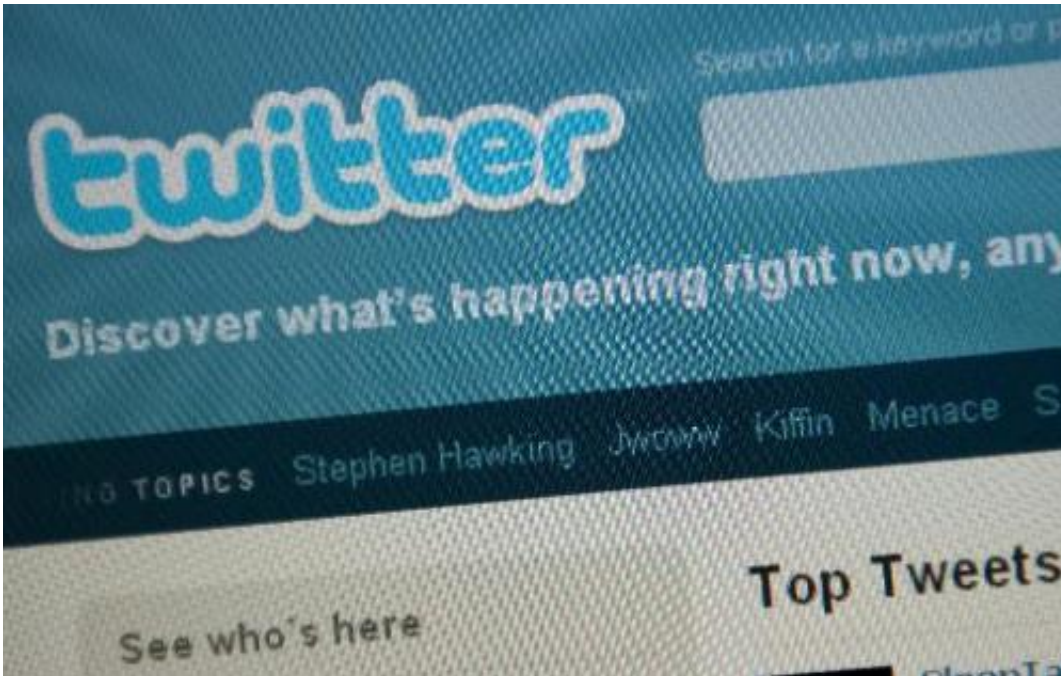 Search for a keyword or
twitter
Discover what's happening right now, any
NG TOPICS Stephen Hawking Jwoww Kiffin Menace S
Top Tweets
See who's here